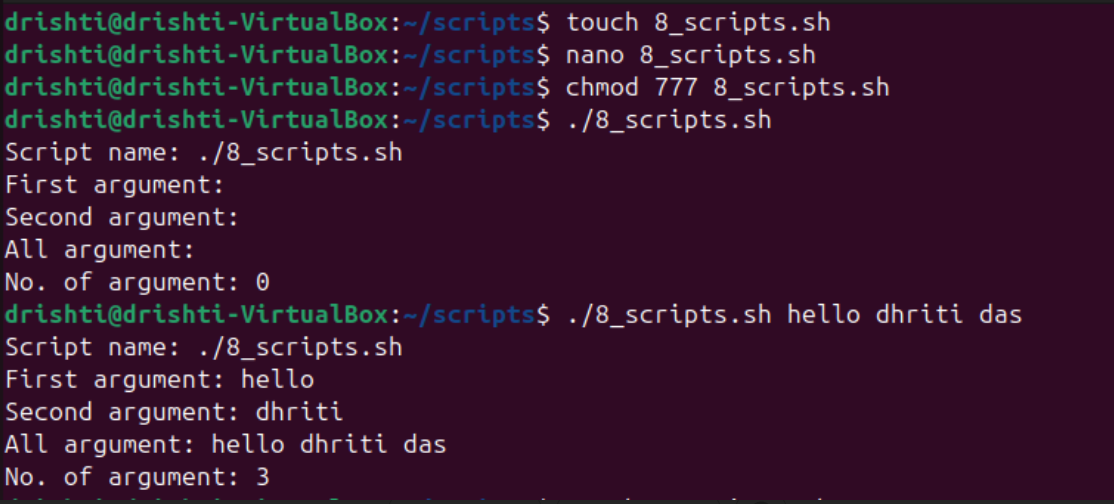 drishti@drishti-VirtualBox:~/scripts$ touch 8_scripts.sh
drishti@drishti-VirtualBox:~/scripts$ nano 8_scripts.sh
drishti@drishti-VirtualBox:~/scripts$ chmod 777 8_scripts.sh
drishti@drishti-VirtualBox:~/scripts$ ./8_scripts.sh
Script name: ./8_scripts.sh
First argument:
Second argument:
All argument:
No. of argument: 0
drishti@drishti-VirtualBox:~/scripts$ ./8_scripts.sh hello dhriti das
Script name: ./8_scripts.sh
First argument: hello
Second argument: dhriti
All argument: hello dhriti das
No. of argument: 3